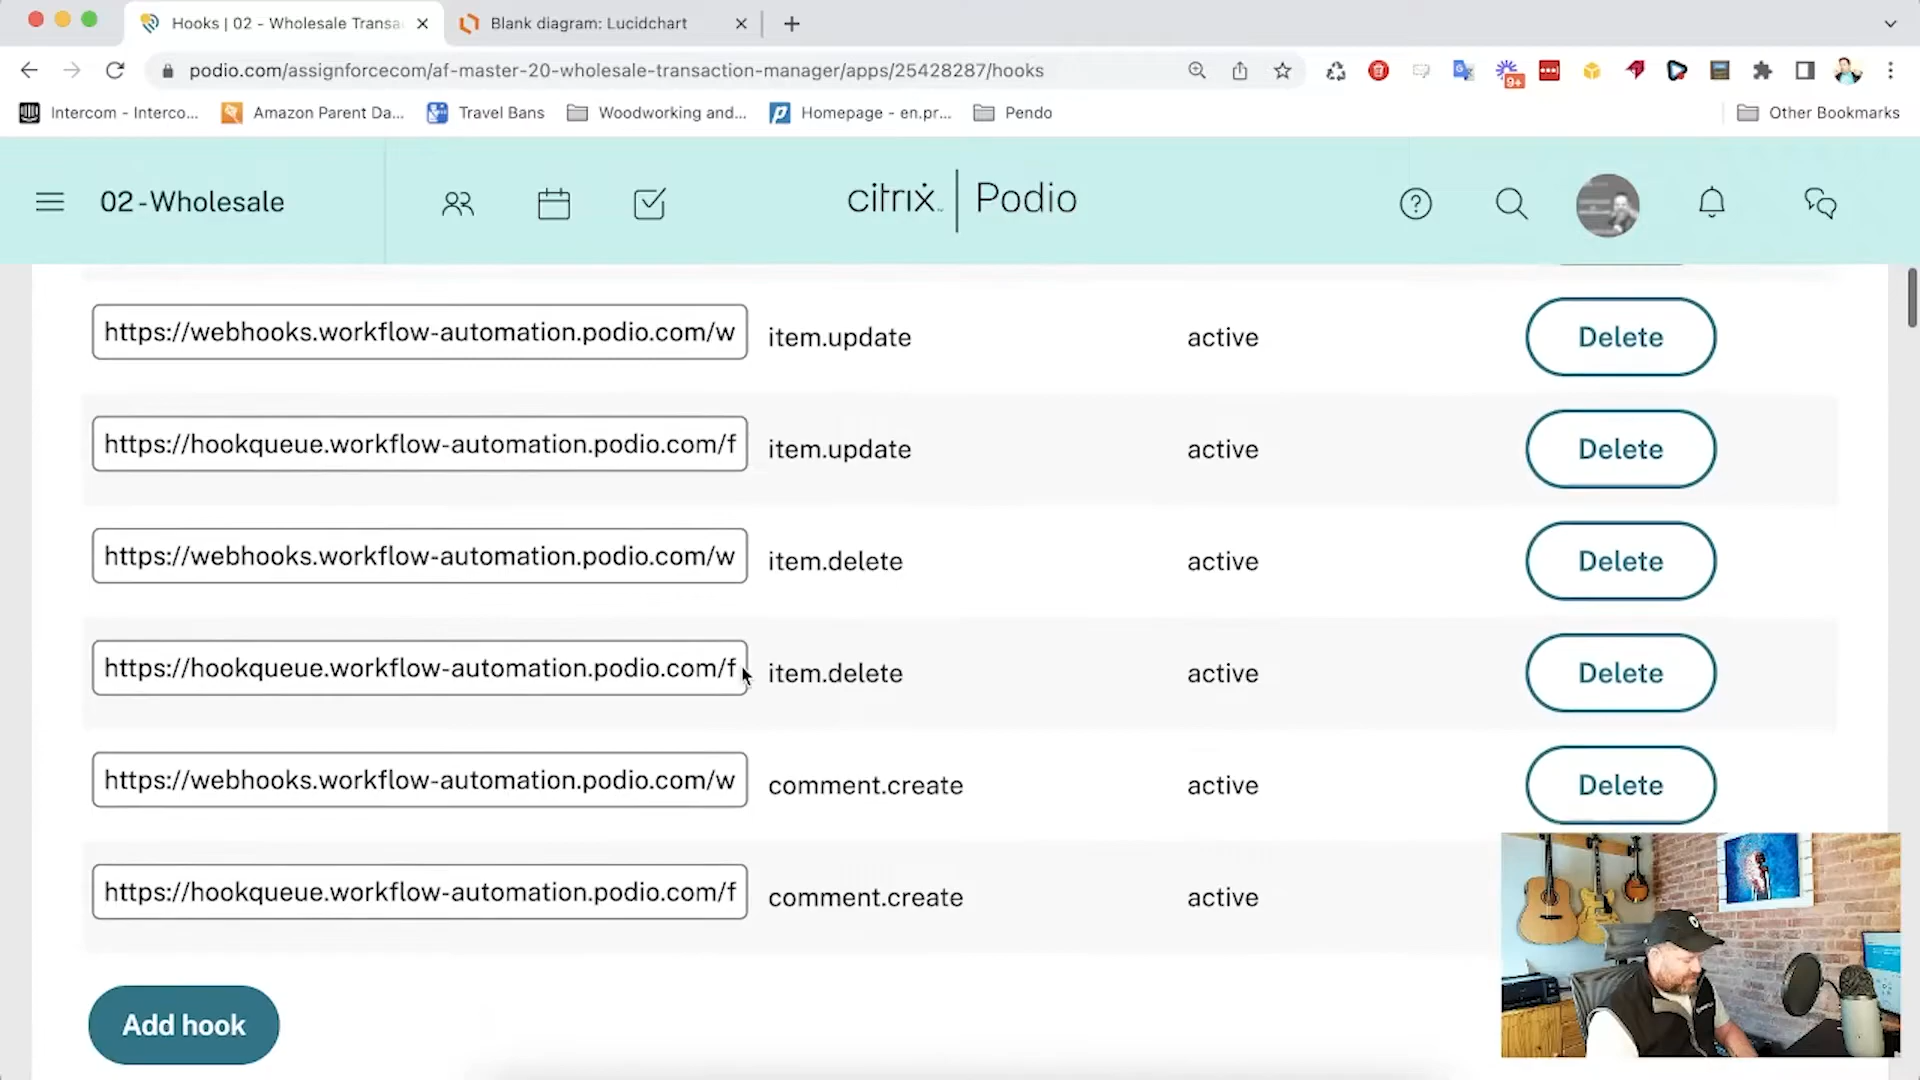 Hooks | 02 - Wholesale Transa
Blank diagram: Lucidchart
podio.com/assignforcecom/af-master-20-wholesale-transaction-manager/apps/25428287/hooks
9+
Intercom - Interco...
Amazon Parent Da...
Travel Bans
Woodworking and...
Homepage - en.pr...
Pendo
Other Bookmarks
02 - Wholesale
citrix | Podio
https://webhooks.workflow-automation.podio.com/w item.update active Delete
https://hookqueue.workflow-automation.podio.com/f item.update active Delete
https://webhooks.workflow-automation.podio.com/w item.delete active Delete
https://hookqueue.workflow-automation.podio.com/f item.delete active Delete
https://webhooks.workflow-automation.podio.com/w comment.create active Delete
https://hookqueue.workflow-automation.podio.com/f comment.create active
Add hook